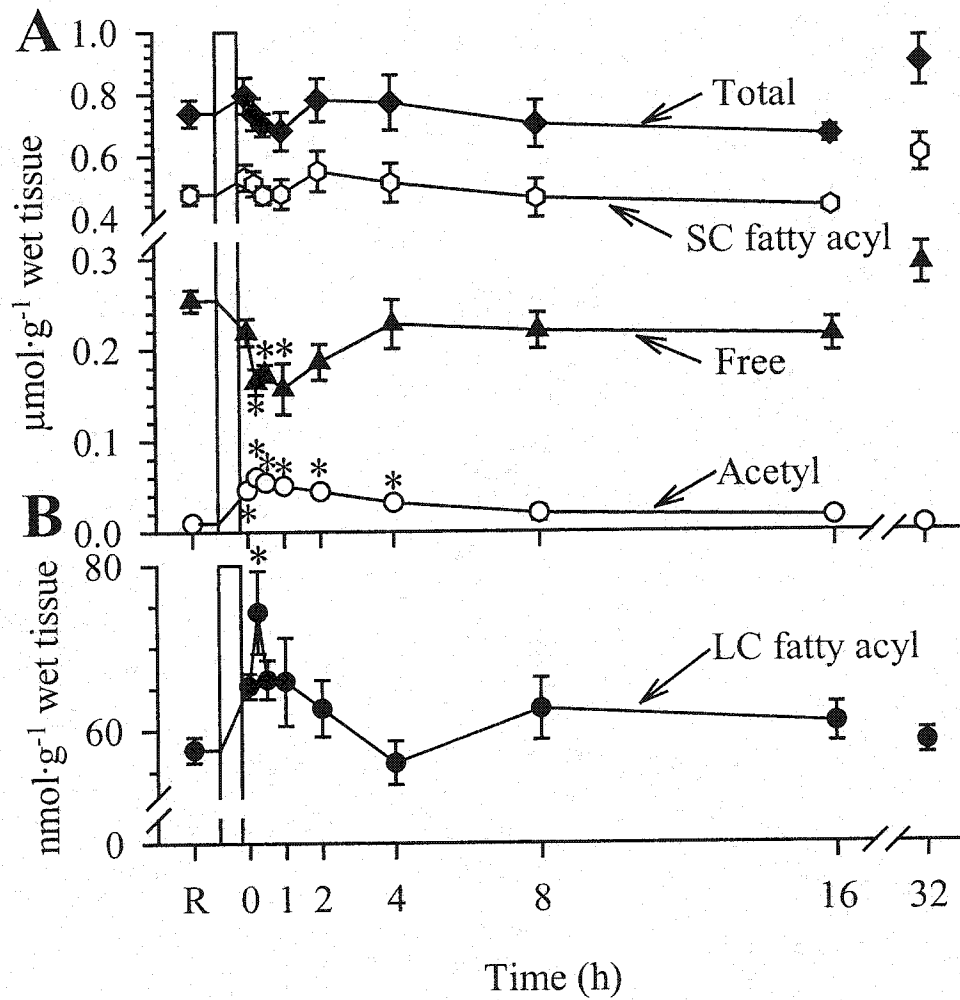 A
1.0
0.8
0.6
0.4
0.3
0.2
0.1
0.0
µmol·g⁻¹ wet tissue
Total
SC fatty acyl
Free
Acetyl
* * * * * * * * *
B
80
60
0
nmol·g⁻¹ wet tissue
*
LC fatty acyl
R 0 1 2 4 8 16 32
Time (h)